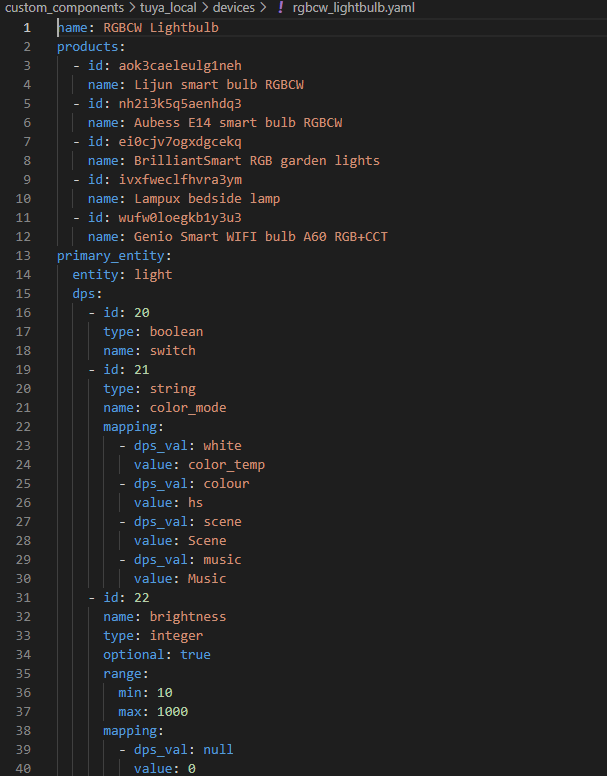 custom_components > tuya_local > devices > ! rgbcw_lightbulb.yaml
1 name: RGBCW Lightbulb
2 products:
3 - id: aok3caeleulg1neh
4 name: Lijun smart bulb RGBCW
5 - id: nh2i3k5q5aenhdq3
6 name: Aubess E14 smart bulb RGBCW
7 - id: ei0cjv7ogxdgcekq
8 name: BrilliantSmart RGB garden lights
9 - id: ivxfweclfhvra3ym
10 name: Lampux bedside lamp
11 - id: wufw0loegkb1y3u3
12 name: Genio Smart WIFI bulb A60 RGB+CCT
13 primary_entity:
14 entity: light
15 dps:
16 - id: 20
17 type: boolean
18 name: switch
19 - id: 21
20 type: string
21 name: color_mode
22 mapping:
23 - dps_val: white
24 value: color_temp
25 - dps_val: colour
26 value: hs
27 - dps_val: scene
28 value: Scene
29 - dps_val: music
30 value: Music
31 - id: 22
32 name: brightness
33 type: integer
34 optional: true
35 range:
36 min: 10
37 max: 1000
38 mapping:
39 - dps_val: null
40 value: 0